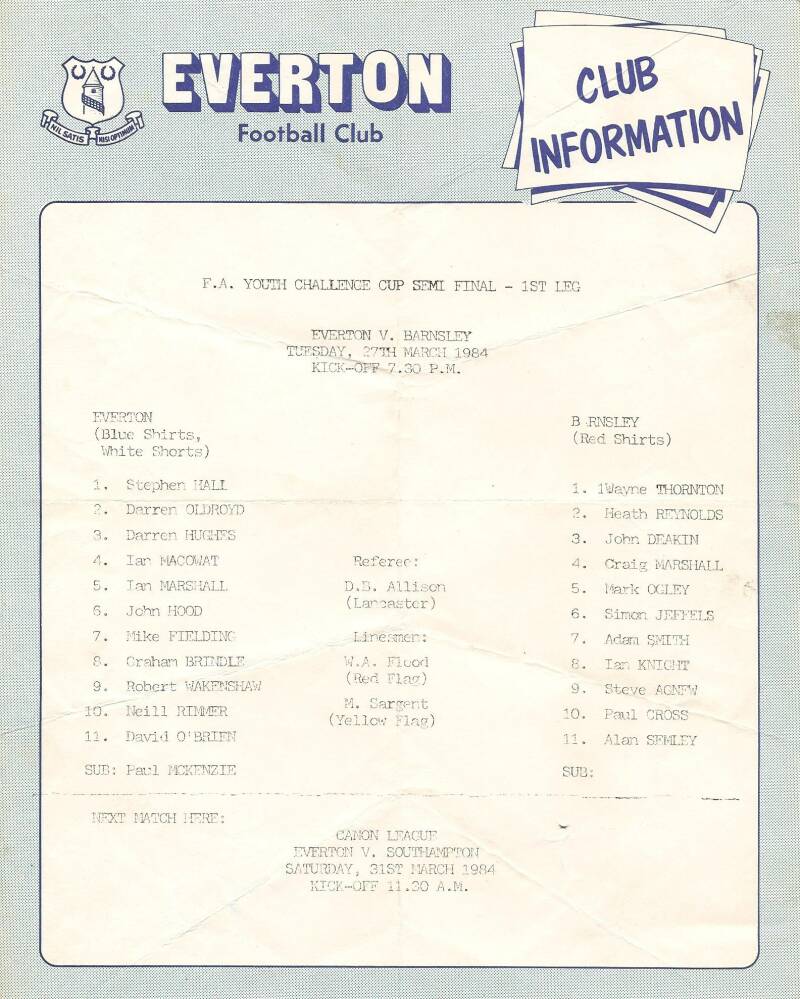 EVERTON
Football Club
NIL SATIS NISI OPTIMUM
CLUB
INFORMATION
F.A. YOUTH CHALLENGE CUP SEMI FINAL - 1ST LEG
EVERTON V. BARNSLEY
TUESDAY, 27TH MARCH 1984
KICK-OFF 7.30 P.M.
EVERTON
(Blue Shirts,
White Shorts)
1. Stephen HALL
2. Darren OLDROYD
3. Darren HUGHES
4. Ian MACOWAT
5. Ian MARSHALL
6. John HOOD
7. Mike FIELDING
8. Graham BRINDLE
9. Robert WAKENSHAW
10. Neill RIMMER
11. David O'BRIEN
SUB: Paul MCKENZIE
Referee:
D.B. Allison
(Lancaster)
Linesmen:
W.A. Flood
(Red Flag)
M. Sargent
(Yellow Flag)
B RNSLEY
(Red Shirts)
1. 1Wayne THORNTON
2. Heath REYNOLDS
3. John DEAKIN
4. Craig MARSHALL
5. Mark OGLEY
6. Simon JEFFELS
7. Adam SMITH
8. Ian KNIGHT
9. Steve AGNEW
10. Paul CROSS
11. Alan SEMLEY
SUB:
NEXT MATCH HERE:
CANON LEAGUE
EVERTON V. SOUTHAMPTON
SATURDAY, 31ST MARCH 1984
KICK-OFF 11.30 A.M.